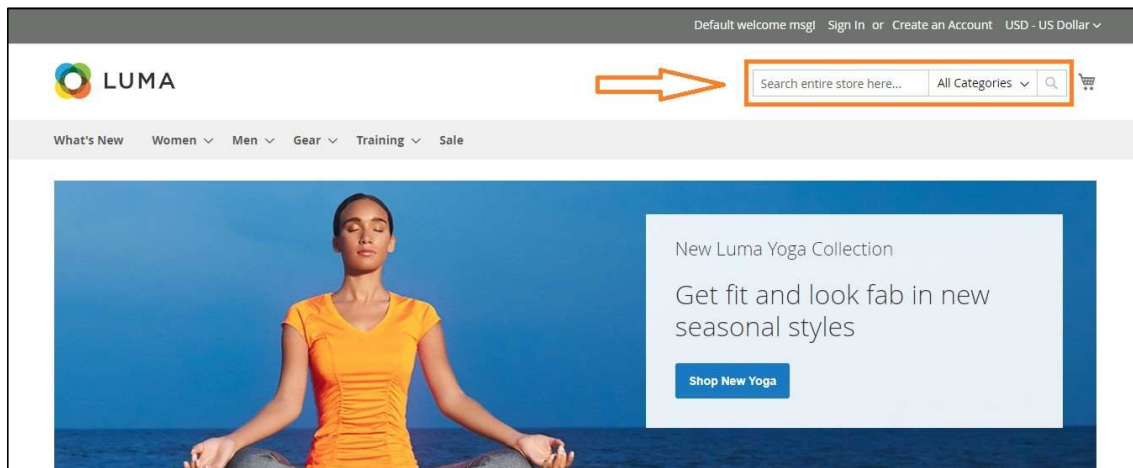 Default welcome msg! Sign In or Create an Account USD - US Dollar
LUMA
Search entire store here... All Categories
What's New Women Men Gear Training Sale
New Luma Yoga Collection
Get fit and look fab in new
seasonal styles
Shop New Yoga